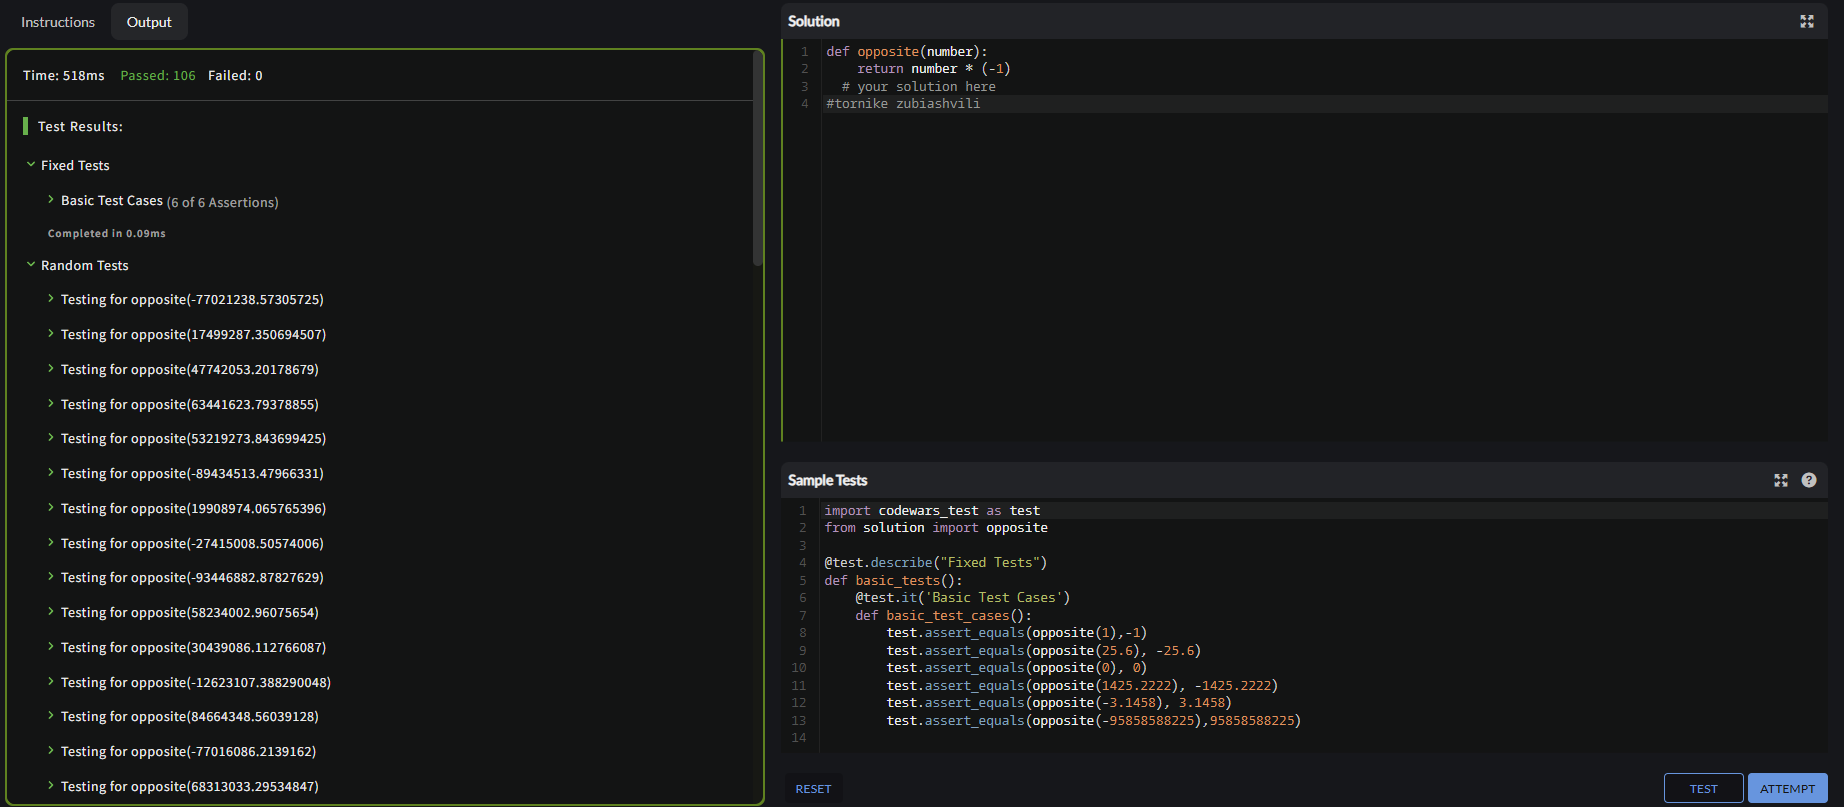 Instructions
Output
Time: 518ms Passed: 106 Failed: 0
Test Results:
Fixed Tests
Basic Test Cases (6 of 6 Assertions)
Completed in 0.09ms
Random Tests
Testing for opposite(-77021238.57305725)
Testing for opposite(17499287.350694507)
Testing for opposite(47742053.20178679)
Testing for opposite(63441623.79378855)
Testing for opposite(53219273.843699425)
Testing for opposite(-89434513.47966331)
Testing for opposite(19908974.065765396)
Testing for opposite(-27415008.50574006)
Testing for opposite(-93446882.87827629)
Testing for opposite(58234002.96075654)
Testing for opposite(30439086.112766087)
Testing for opposite(-12623107.388290048)
Testing for opposite(84664348.56039128)
Testing for opposite(-77016086.2139162)
Testing for opposite(68313033.29534847)
Solution
1 def opposite(number):
2     return number * (-1)
3   # your solution here
4 #tornike zubiashvili
Sample Tests
?
1 import codewars_test as test
2 from solution import opposite
3
4 @test.describe("Fixed Tests")
5 def basic_tests():
6     @test.it('Basic Test Cases')
7     def basic_test_cases():
8         test.assert_equals(opposite(1),-1)
9         test.assert_equals(opposite(25.6), -25.6)
10         test.assert_equals(opposite(0), 0)
11         test.assert_equals(opposite(1425.2222), -1425.2222)
12         test.assert_equals(opposite(-3.1458), 3.1458)
13         test.assert_equals(opposite(-95858588225),95858588225)
14
RESET
TEST
ATTEMPT